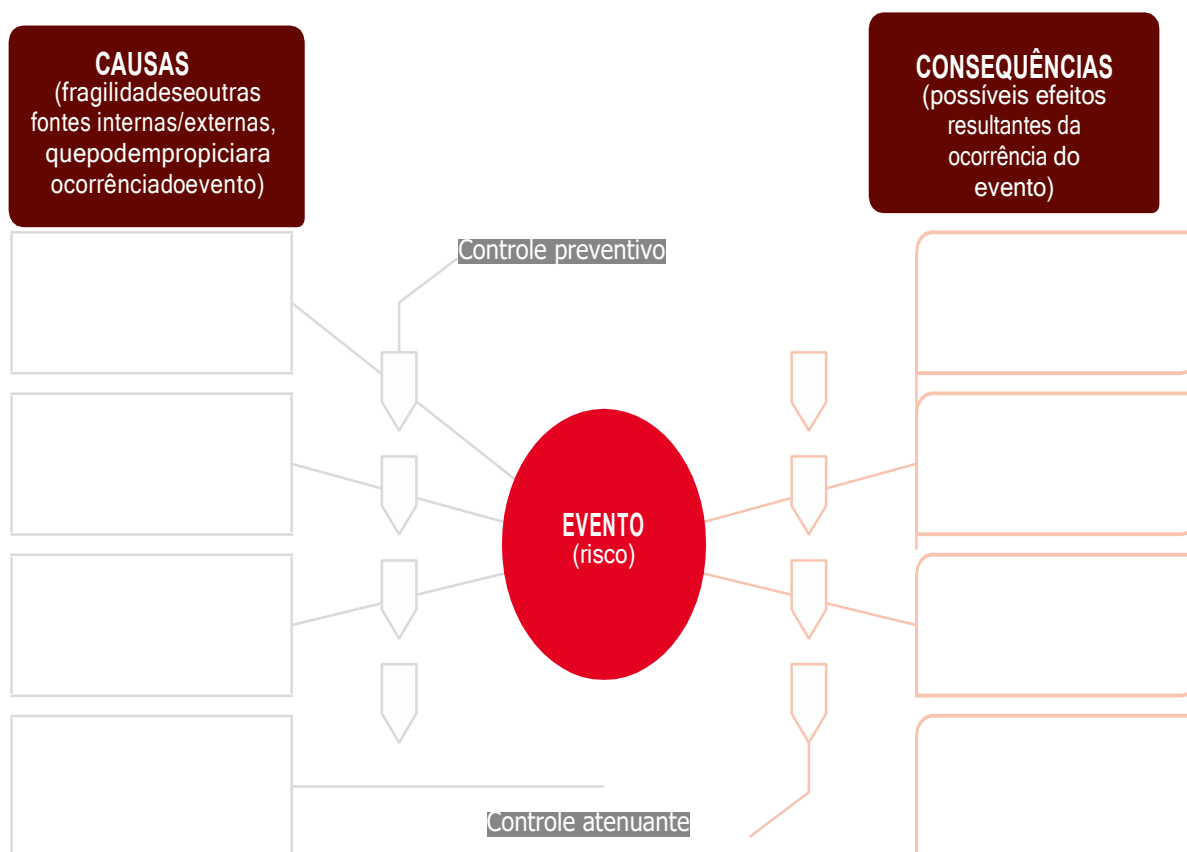 CAUSAS
(fragilidadeseoutras
fontes internas/externas,
quepodempropiciara
ocorrênciadoevento)
CONSEQUÊNCIAS
(possíveis efeitos
resultantes da
ocorrência do
evento)
Controle preventivo
EVENTO
(risco)
Controle atenuante